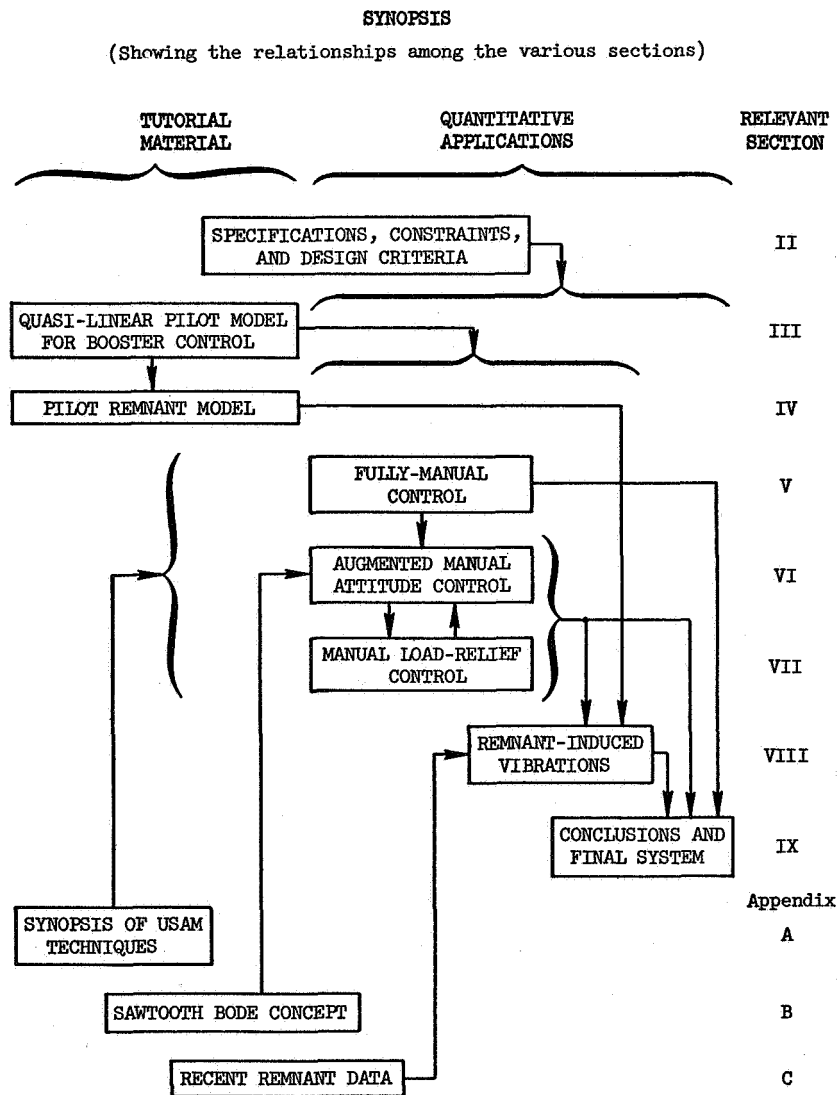 SYNOPSIS
(Showing the relationships among the various sections)
TUTORIAL
MATERIAL
QUANTITATIVE
APPLICATIONS
RELEVANT
SECTION
SPECIFICATIONS, CONSTRAINTS,
AND DESIGN CRITERIA
II
QUASI-LINEAR PILOT MODEL
FOR BOOSTER CONTROL
III
PILOT REMNANT MODEL
IV
FULLY-MANUAL
CONTROL
V
AUGMENTED MANUAL
ATTITUDE CONTROL
VI
MANUAL LOAD-RELIEF
CONTROL
VII
REMNANT-INDUCED
VIBRATIONS
VIII
CONCLUSIONS AND
FINAL SYSTEM
IX
Appendix
SYNOPSIS OF USAM
TECHNIQUES
A
SAWTOOTH BODE CONCEPT
B
RECENT REMNANT DATA
C